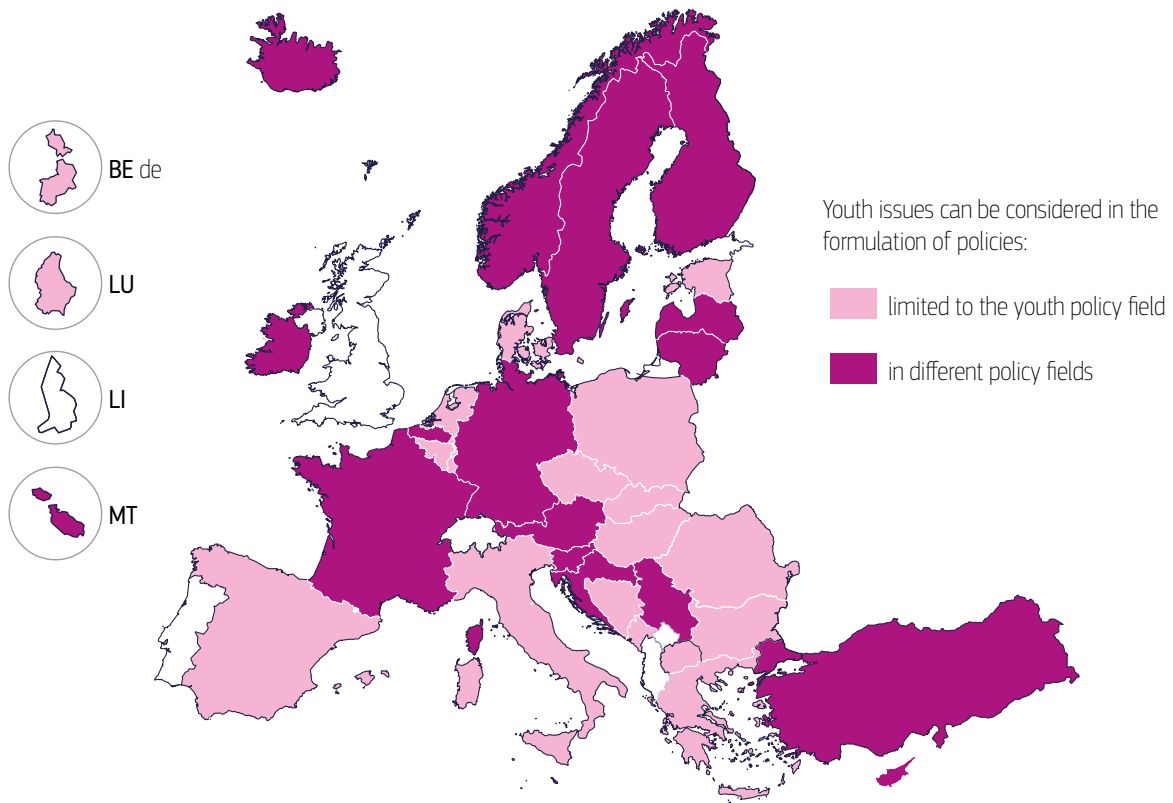 BE de
LU
LI
MT
Youth issues can be considered in the
formulation of policies:
limited to the youth policy field
in different policy fields